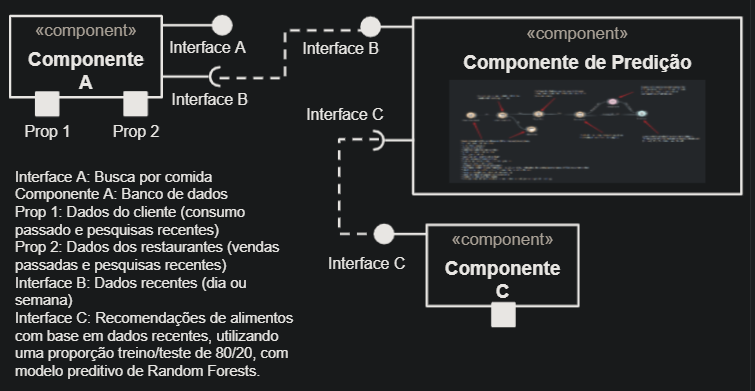 «component»
Componente
A
Interface A
Interface B
Prop 1
Prop 2
Interface B
«component»
Componente de Predição
Interface C
Interface C
«component»
Componente
C
Interface A: Busca por comida
Componente A: Banco de dados
Prop 1: Dados do cliente (consumo
passado e pesquisas recentes)
Prop 2: Dados dos restaurantes (vendas
passadas e pesquisas recentes)
Interface B: Dados recentes (dia ou
semana)
Interface C: Recomendações de alimentos
com base em dados recentes, utilizando
uma proporção treino/teste de 80/20, com
modelo preditivo de Random Forests.